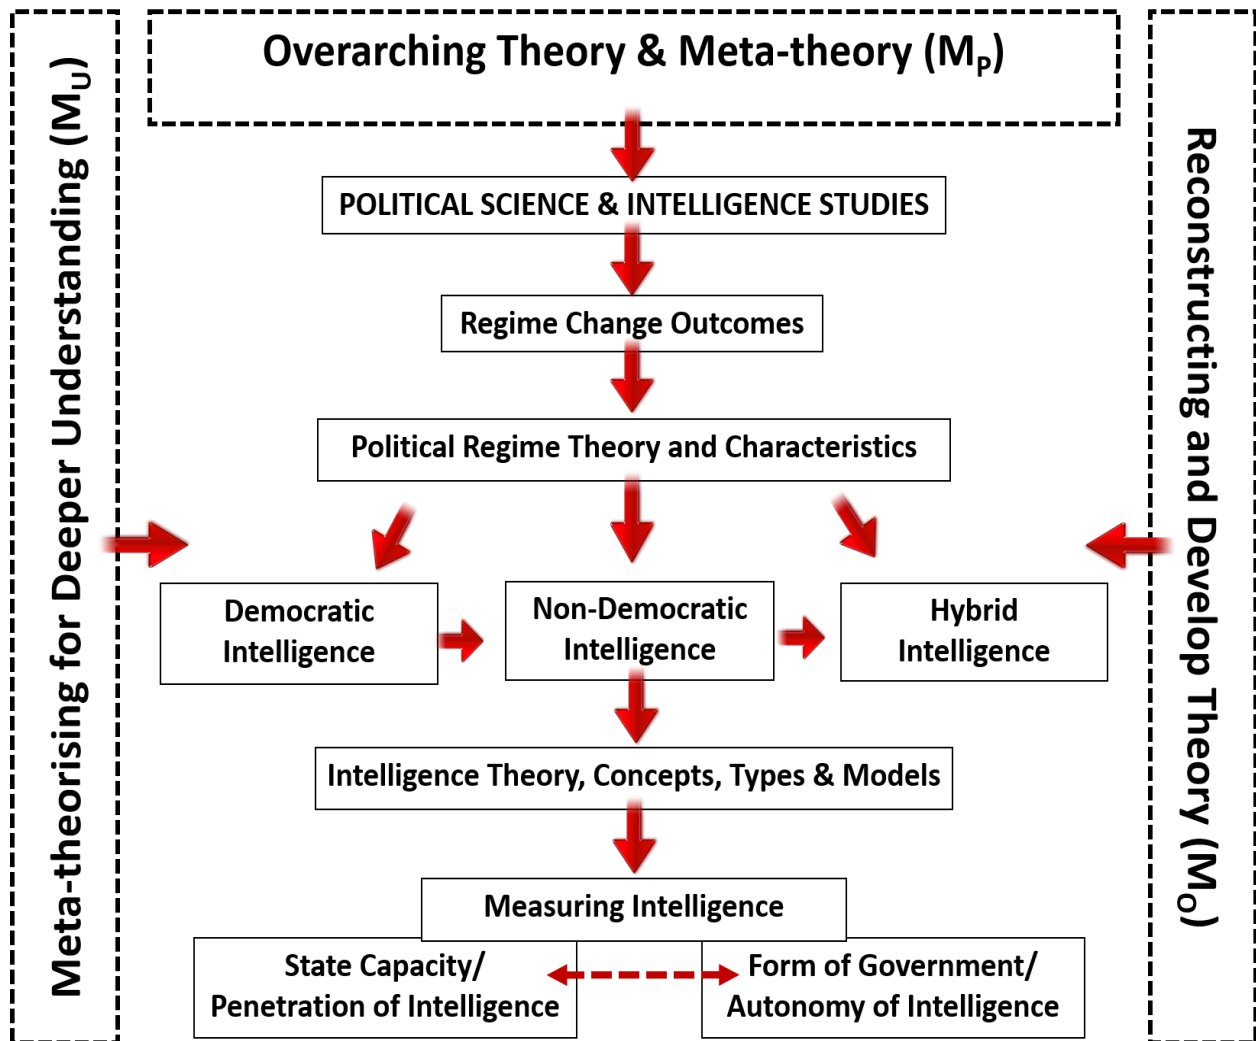 Overarching Theory & Meta-theory (MP)
Meta-theorising for Deeper Understanding (MU)
Reconstructing and Develop Theory (MO)
POLITICAL SCIENCE & INTELLIGENCE STUDIES
Regime Change Outcomes
Political Regime Theory and Characteristics
Democratic
Intelligence
Non-Democratic
Intelligence
Hybrid
Intelligence
Intelligence Theory, Concepts, Types & Models
Measuring Intelligence
State Capacity/
Penetration of Intelligence
Form of Government/
Autonomy of Intelligence